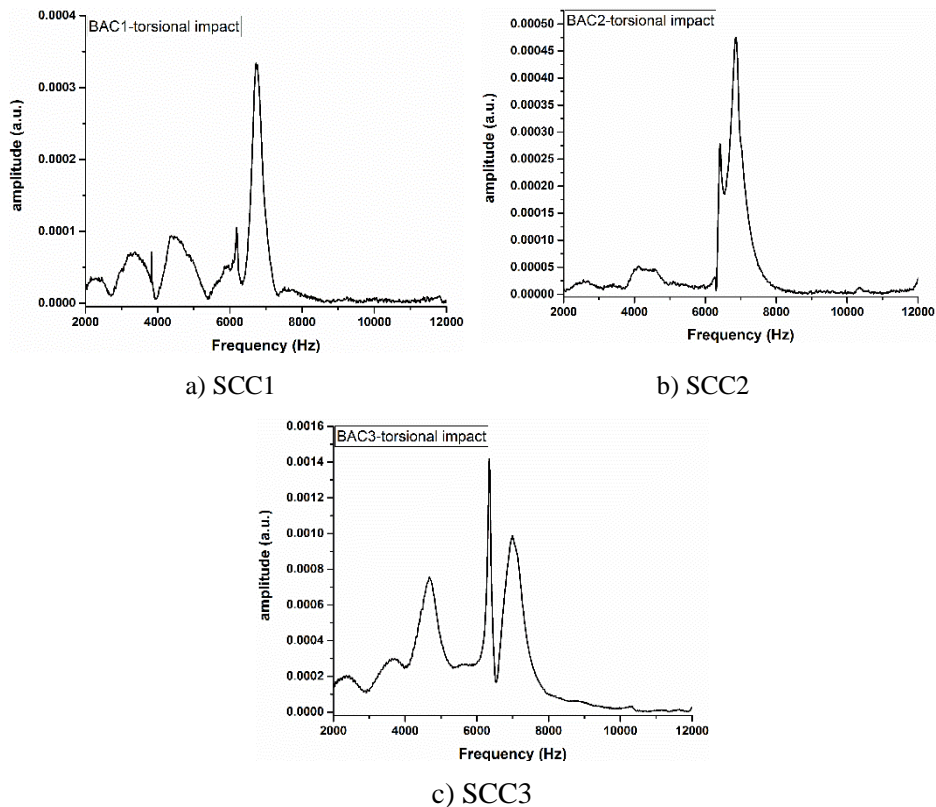 BAC1-torsional impact
0.0004
0.0003
0.0002
0.0001
0.0000
amplitude (a.u.)
2000 4000 6000 8000 10000 12000
Frequency (Hz)
a) SCC1
BAC2-torsional impact
0.00050
0.00045
0.00040
0.00035
0.00030
0.00025
0.00020
0.00015
0.00010
0.00005
0.00000
amplitude (a.u.)
2000 4000 6000 8000 10000 12000
Frequency (Hz)
b) SCC2
BAC3-torsional impact
0.0016
0.0014
0.0012
0.0010
0.0008
0.0006
0.0004
0.0002
0.0000
amplitude (a.u.)
2000 4000 6000 8000 10000 12000
Frequency (Hz)
c) SCC3